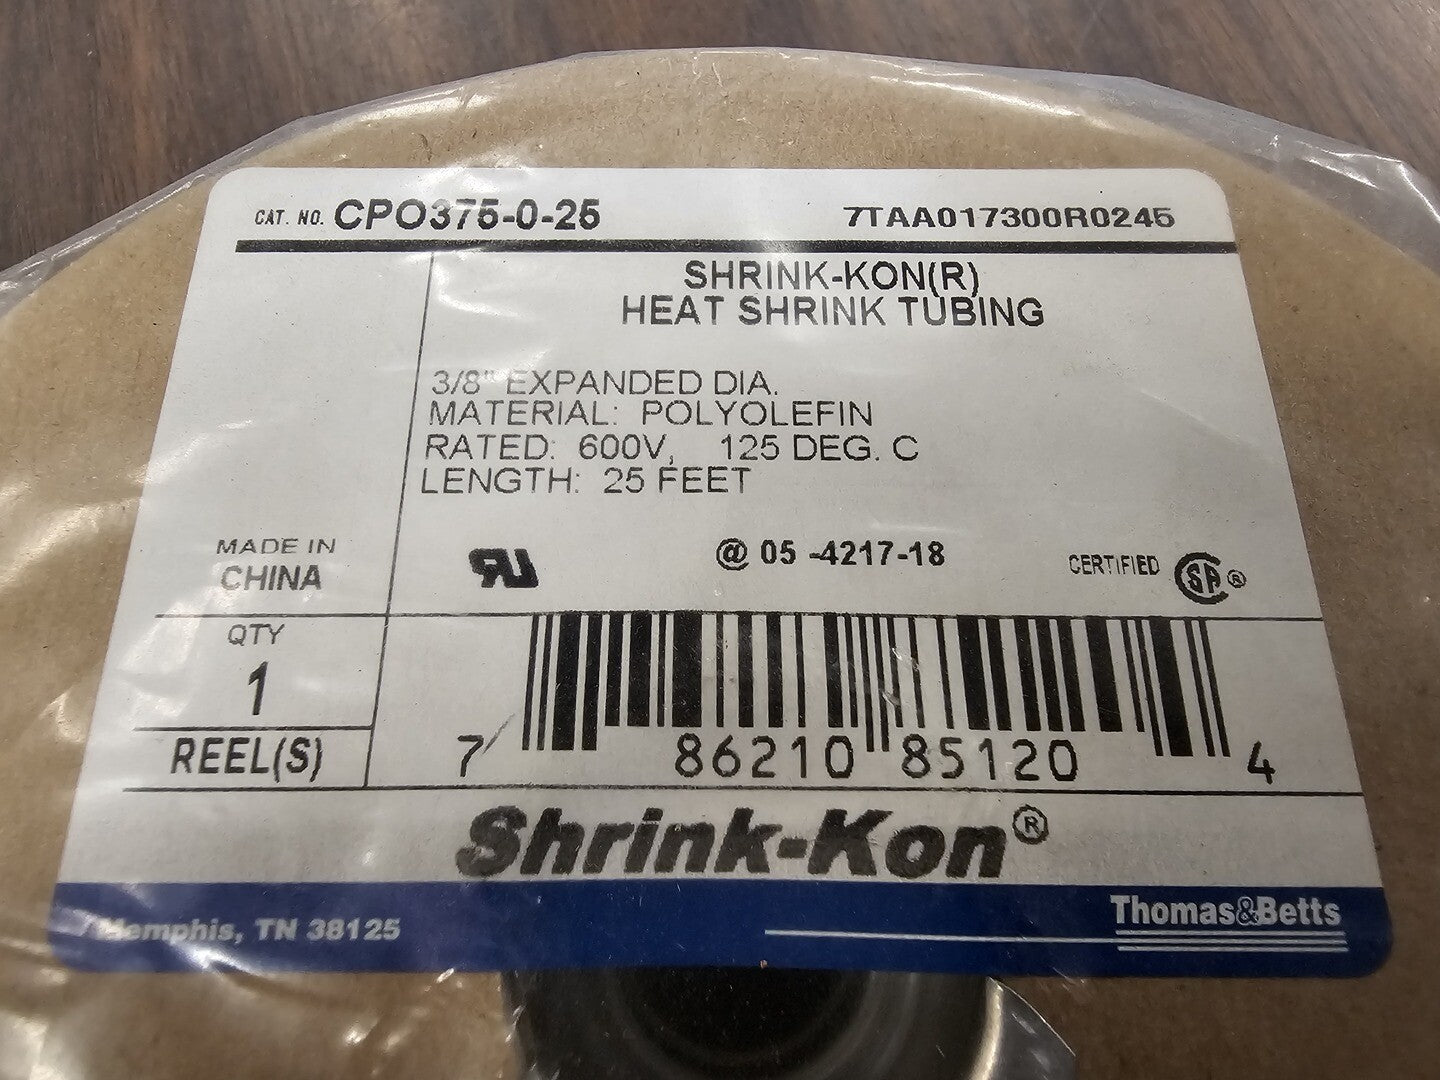 CAT. NO. CPO375-0-25 7TAA017300R0245
SHRINK-KON(R)
HEAT SHRINK TUBING
3/8" EXPANDED DIA.
MATERIAL: POLYOLEFIN
RATED: 600V, 125 DEG. C
LENGTH: 25 FEET
MADE IN
CHINA
RU
@ 05 -4217-18
CERTIFIED SA®
QTY
1
REEL(S)
7 86210 85120 4
Shrink-Kon®
Memphis, TN 38125
Thomas&Betts